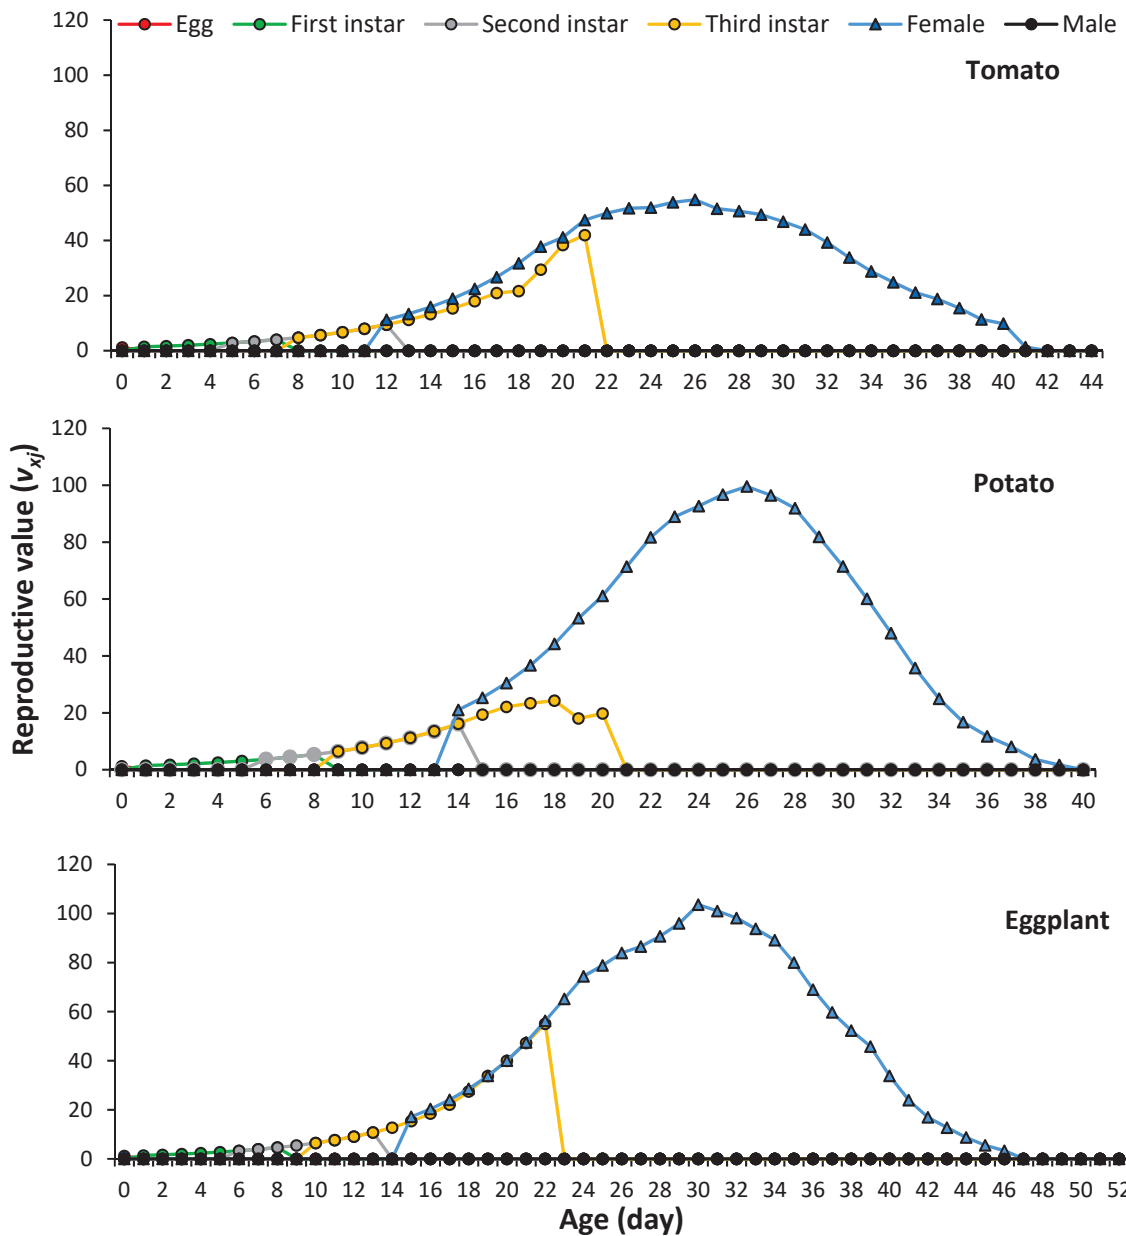 Egg First instar Second instar Third instar Female Male
Tomato
120
100
80
60
40
20
0
0 2 4 6 8 10 12 14 16 18 20 22 24 26 28 30 32 34 36 38 40 42 44
Reproductive value (vxj)
Potato
120
100
80
60
40
20
0
0 2 4 6 8 10 12 14 16 18 20 22 24 26 28 30 32 34 36 38 40
Eggplant
120
100
80
60
40
20
0
0 2 4 6 8 10 12 14 16 18 20 22 24 26 28 30 32 34 36 38 40 42 44 46 48 50 52
Age (day)